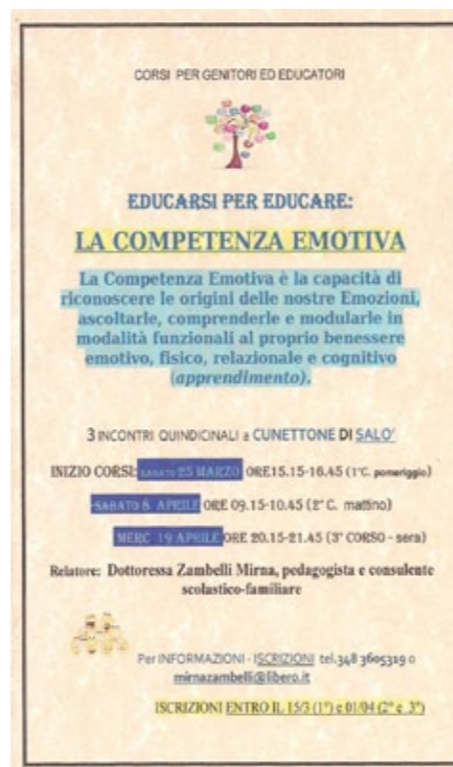 CORSI PER GENITORI ED EDUCATORI
EDUCARSI PER EDUCARE:
LA COMPETENZA EMOTIVA
La Competenza Emotiva è la capacità di
riconoscere le origini delle nostre Emozioni,
ascoltarle, comprenderle e modularle in
modalità funzionali al proprio benessere
emotivo, fisico, relazionale e cognitivo
(apprendimento).
3 INCONTRI QUINDICINALI a CUNETTONE DI SALO'
INIZIO CORSI: SABATO 25 MARZO ORE 15.15-16.45 (1°C. pomeriggio)
SABATO 8 APRILE ORE 09.15-10.45 (2° C. mattino)
MERC 19 APRILE ORE 20.15-21.45 (3° CORSO - sera)
Relatore: Dottoressa Zambelli Mirna, pedagogista e consulente
scolastico-familiare
Per INFORMAZIONI - ISCRIZIONI tel.348 3605319 o
mirnazambelli@libero.it
ISCRIZIONI ENTRO IL 15/3 (1°) e 01/04 (2° e 3°)